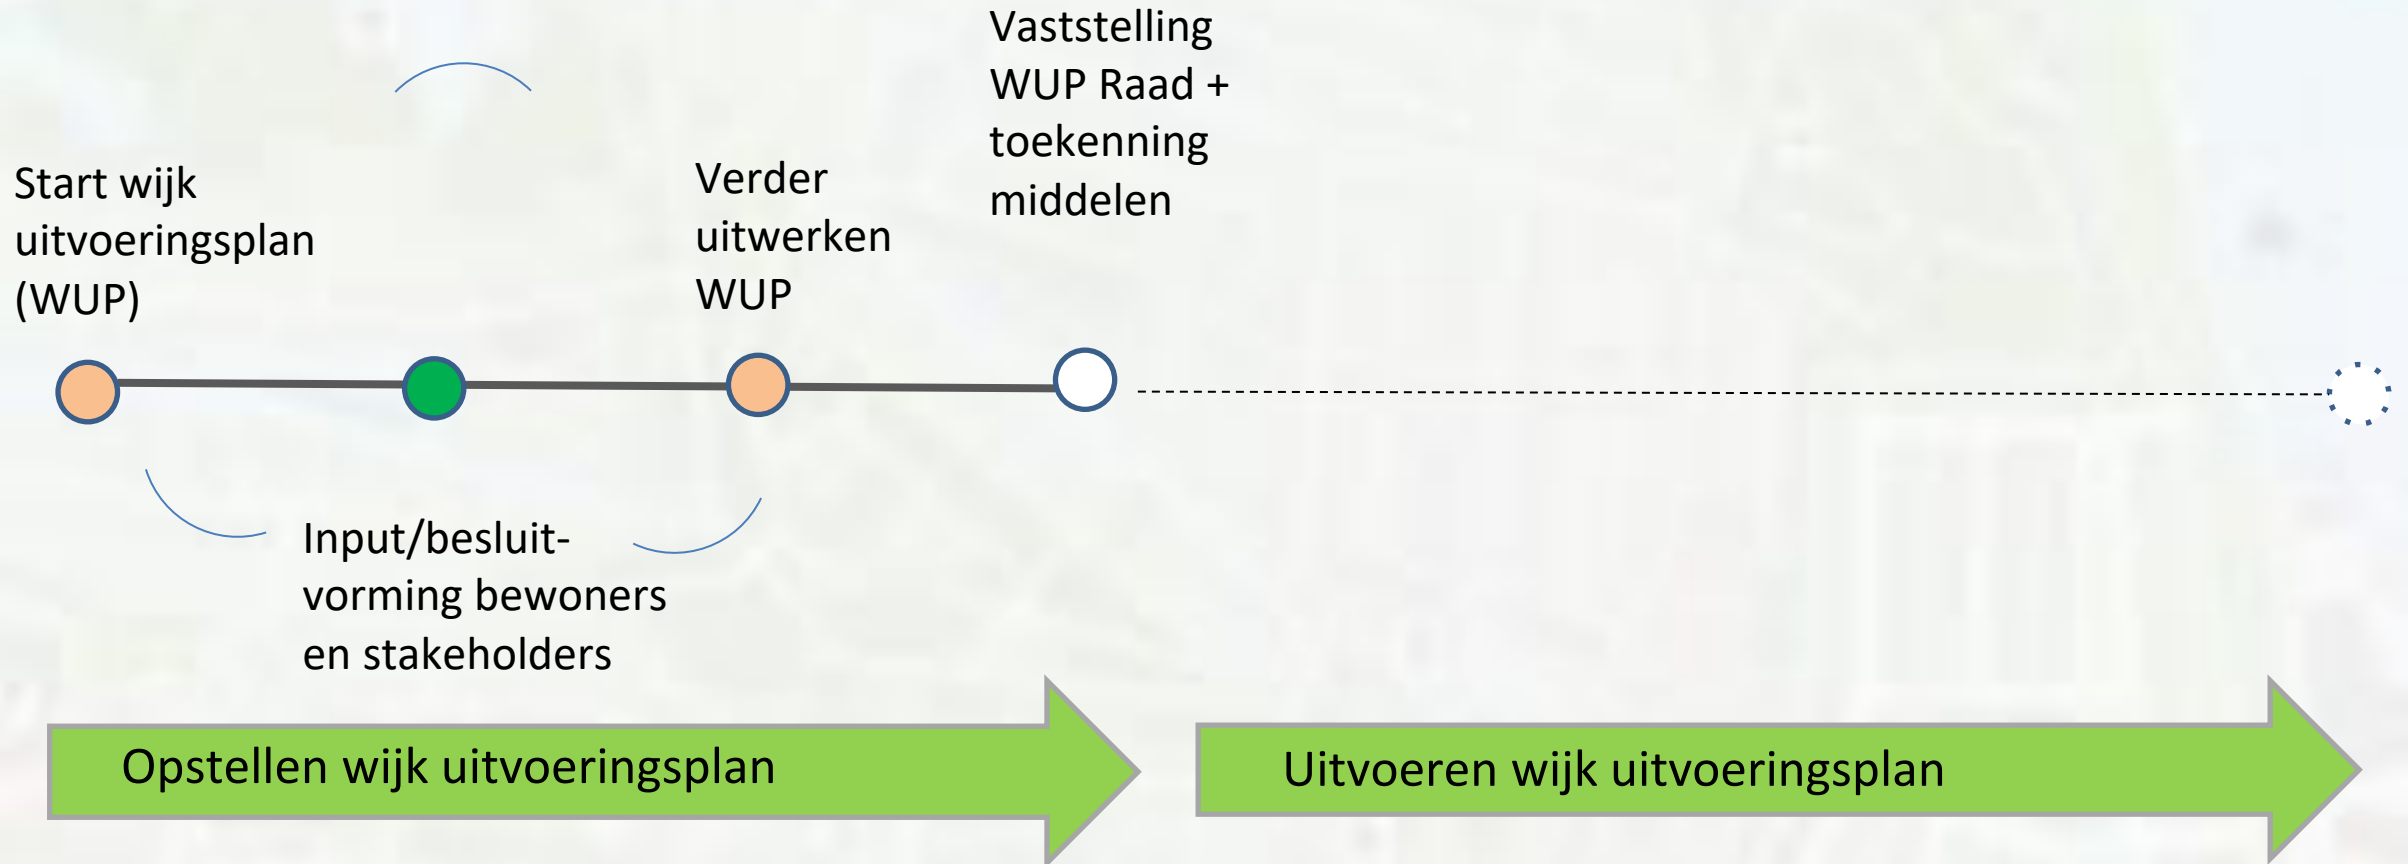 Start wijk
uitvoeringsplan
(WUP)
Verder
uitwerken
WUP
Vaststelling
WUP Raad +
toekenning
middelen
Input/besluit-
vorming bewoners
en stakeholders
Opstellen wijk uitvoeringsplan
Uitvoeren wijk uitvoeringsplan